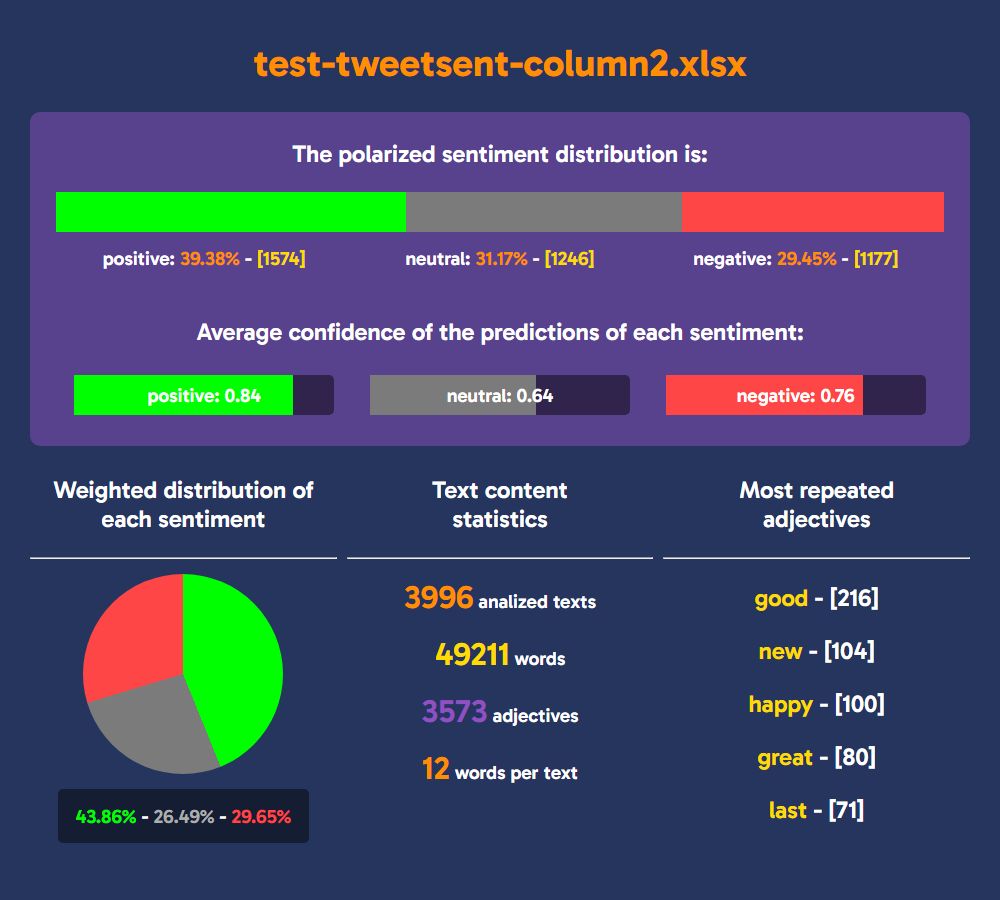 test-tweetsent-column2.xlsx
The polarized sentiment distribution is:
positive: 39.38% - [1574]
neutral: 31.17% - [1246]
negative: 29.45% - [1177]
Average confidence of the predictions of each sentiment:
positive: 0.84
neutral: 0.64
negative: 0.76
Weighted distribution of
each sentiment
43.86% - 26.49% - 29.65%
Text content
statistics
3996 analized texts
49211 words
3573 adjectives
12 words per text
Most repeated
adjectives
good - [216]
new - [104]
happy - [100]
great - [80]
last - [71]